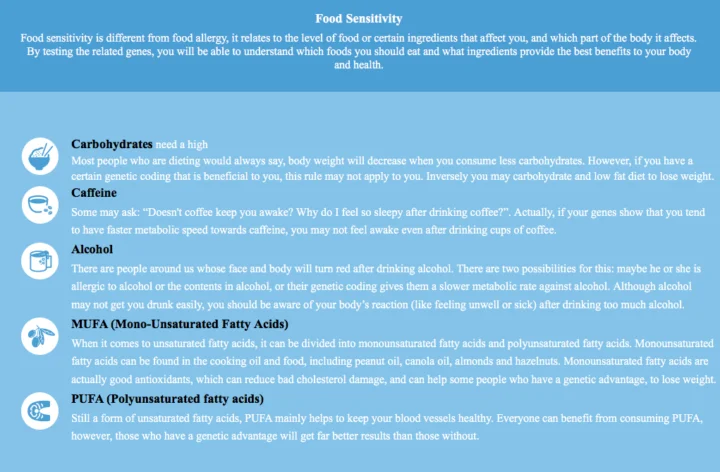 Food Sensitivity
Food sensitivity is different from food allergy, it relates to the level of food or certain ingredients that affect you, and which part of the body it affects.
By testing the related genes, you will be able to understand which foods you should eat and what ingredients provide the best benefits to your body
and health.
Carbohydrates need a high
Most people who are dieting would always say, body weight will decrease when you consume less carbohydrates. However, if you have a
certain genetic coding that is beneficial to you, this rule may not apply to you. Inversely you may carbohydrate and low fat diet to lose weight.
Caffeine
Some may ask: “Doesn't coffee keep you awake? Why do I feel so sleepy after drinking coffee?”. Actually, if your genes show that you tend
to have faster metabolic speed towards caffeine, you may not feel awake even after drinking cups of coffee.
Alcohol
There are people around us whose face and body will turn red after drinking alcohol. There are two possibilities for this: maybe he or she is
allergic to alcohol or the contents in alcohol, or their genetic coding gives them a slower metabolic rate against alcohol. Although alcohol
may not get you drunk easily, you should be aware of your body’s reaction (like feeling unwell or sick) after drinking too much alcohol.
MUFA (Mono-Unsaturated Fatty Acids)
When it comes to unsaturated fatty acids, it can be divided into monounsaturated fatty acids and polyunsaturated fatty acids. Monounsaturated
fatty acids can be found in the cooking oil and food, including peanut oil, canola oil, almonds and hazelnuts. Monounsaturated fatty acids are
actually good antioxidants, which can reduce bad cholesterol damage, and can help some people who have a genetic advantage, to lose weight.
PUFA (Polyunsaturated fatty acids)
Still a form of unsaturated fatty acids, PUFA mainly helps to keep your blood vessels healthy. Everyone can benefit from consuming PUFA,
however, those who have a genetic advantage will get far better results than those without.